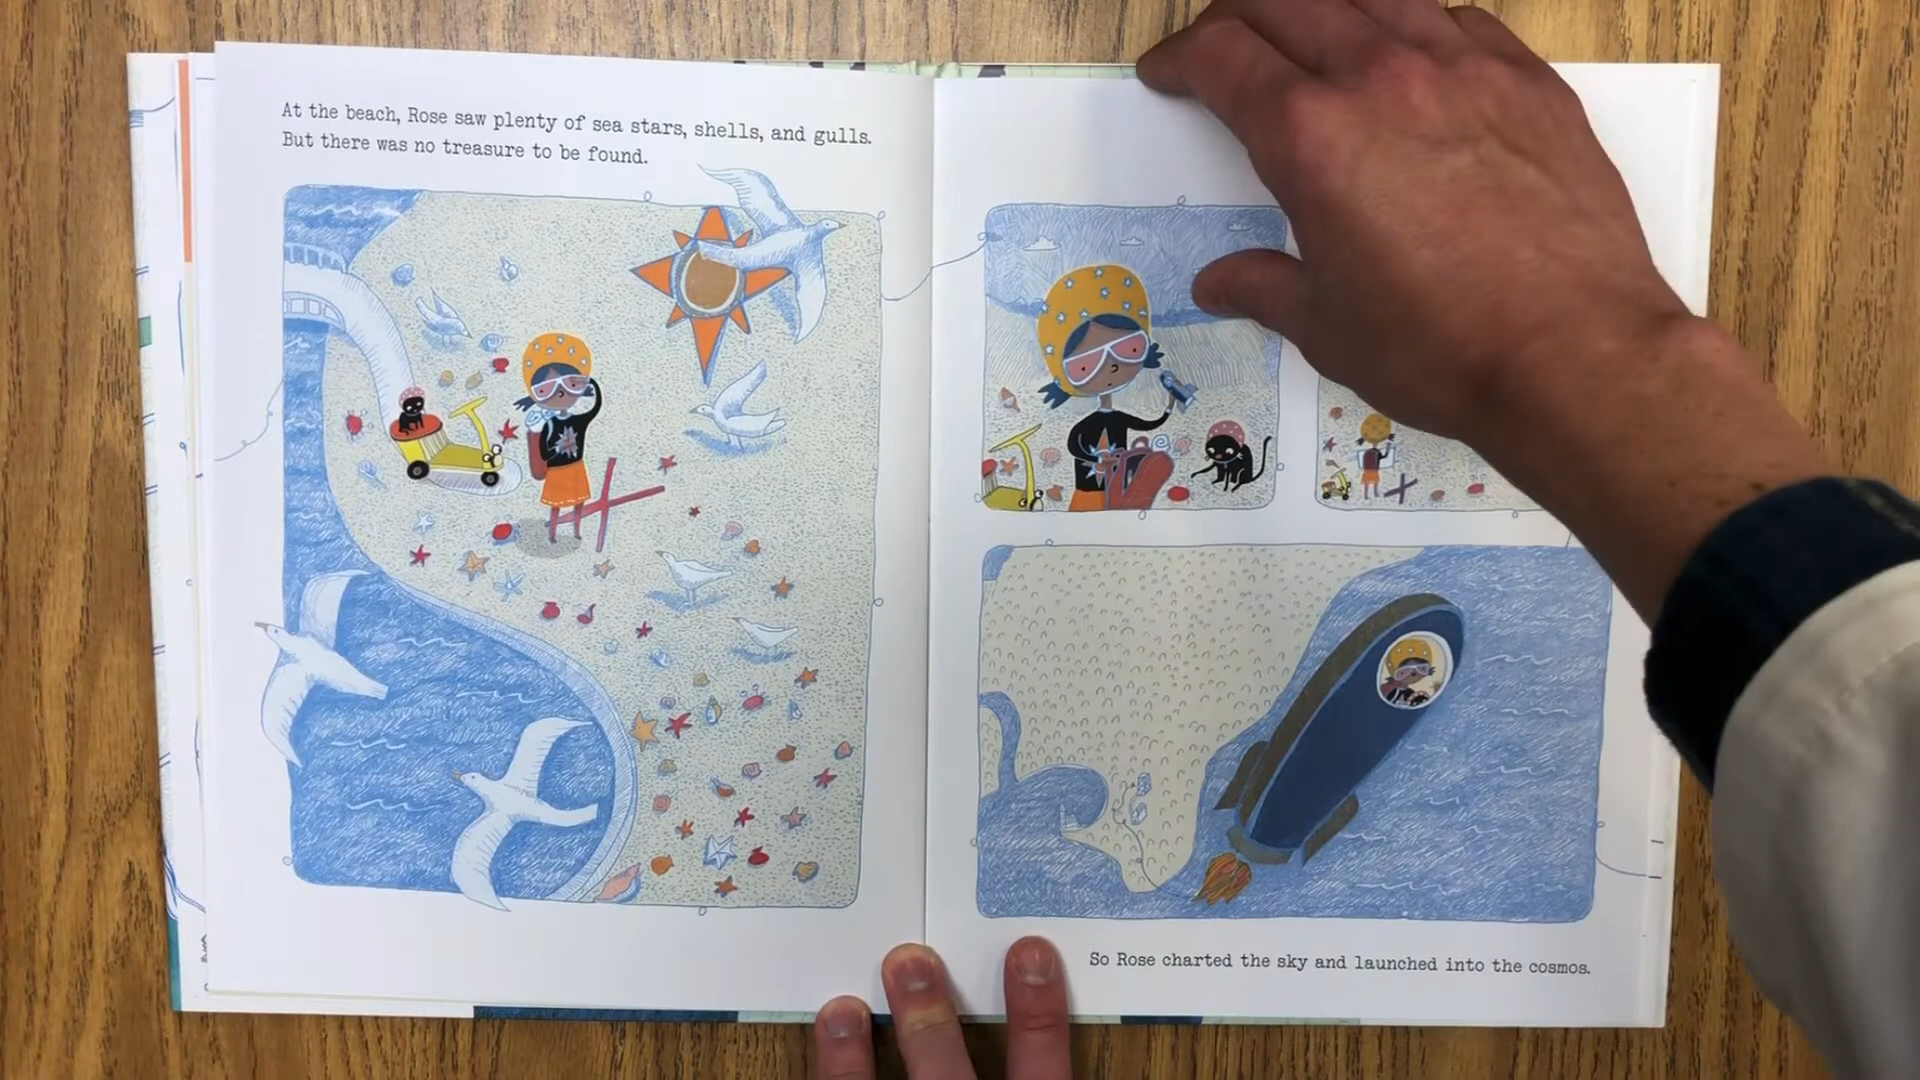 At the beach, Rose saw plenty of sea stars, shells, and gulls.
But there was no treasure to be found.
So Rose charted the sky and launched into the cosmos.